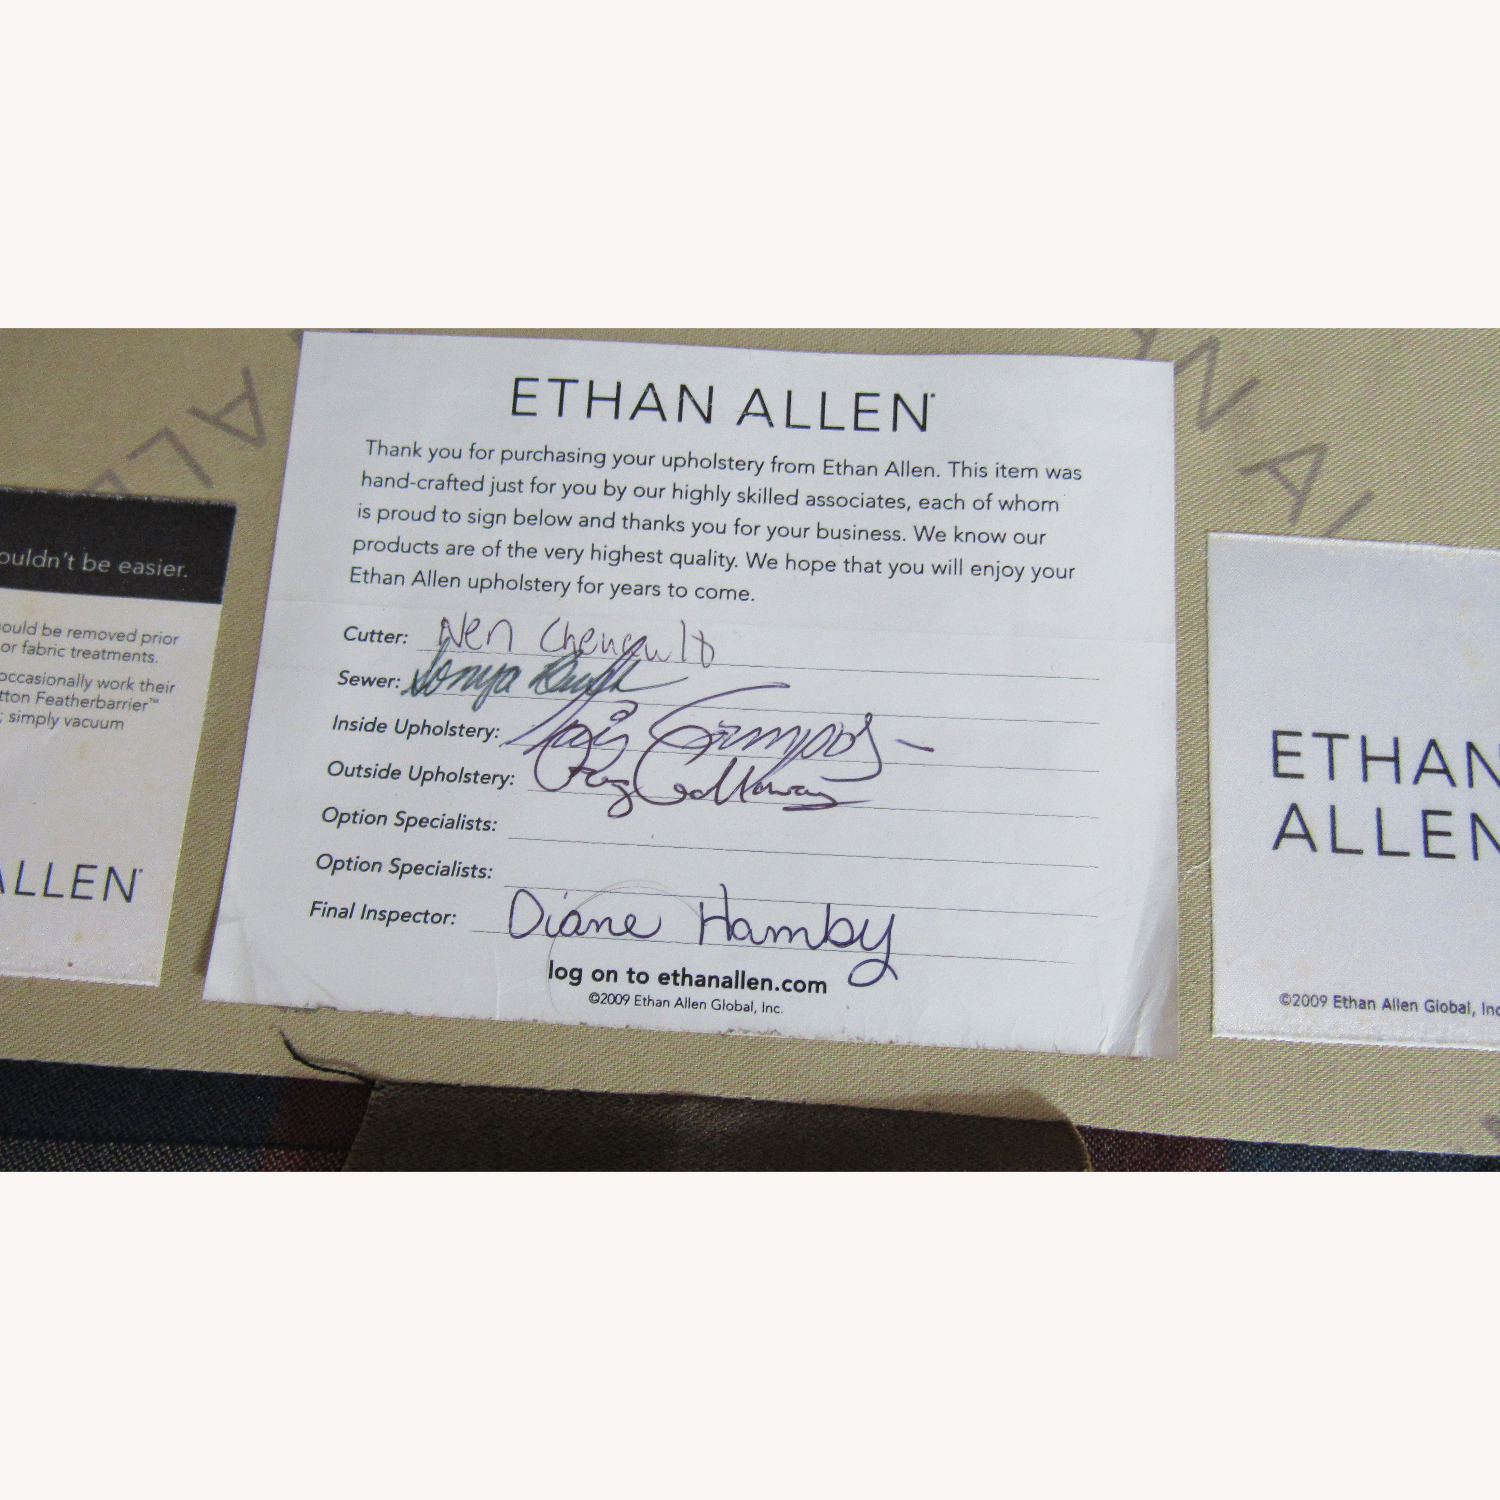 ETHAN ALLEN
Thank you for purchasing your upholstery from Ethan Allen. This item was
hand-crafted just for you by our highly skilled associates, each of whom
is proud to sign below and thanks you for your business. We know our
products are of the very highest quality. We hope that you will enjoy your
Ethan Allen upholstery for years to come.
Cutter:
Sewer: Sonya
Inside Upholstery:
Outside Upholstery:
Option Specialists:
Option Specialists:
Final Inspector: Diane Hamby
log on to ethanallen.com
©2009 Ethan Allen Global, Inc.
ouldn't be easier.
ould be removed prior
or fabric treatments.
occasionally work their
tton Featherbarrier™
; simply vacuum
ALLEN
ETHAN
ALLEN
©2009 Ethan Allen Global, Inc